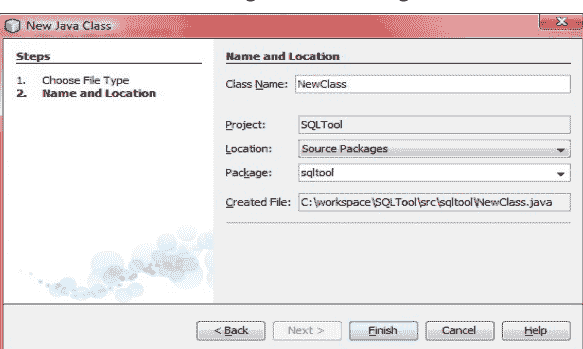 New Java Class
Steps
1. Choose File Type
2. Name and Location
Name and Location
Class Name: NewClass
Project: SQLTool
Location: Source Packages
Package: sqltool
Created File: C:\workspace\SQLTool\src\sqltool\NewClass.java
< Back Next > Finish Cancel Help